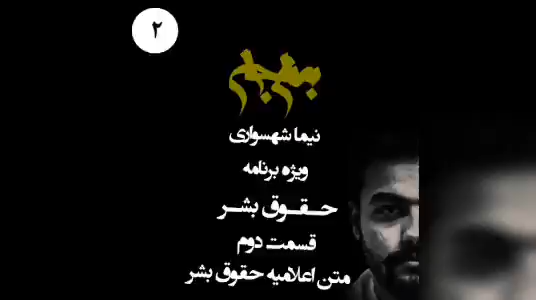 ۲
نیما شهسواری
ویژه برنامه
حقوق بشر
قسمت دوم
متن اعلامیه حقوق بشر